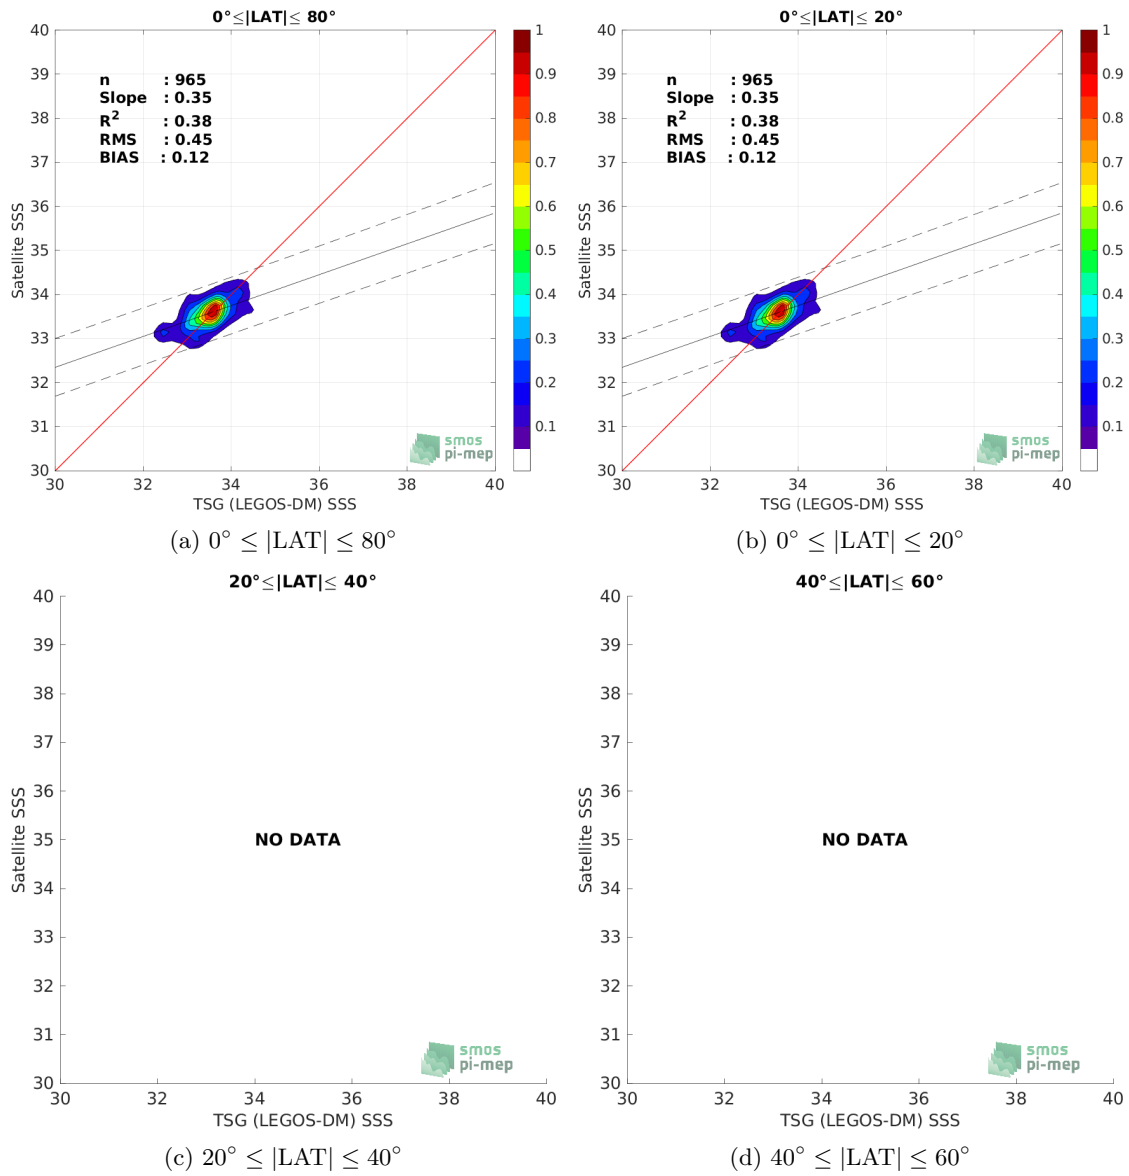 0°≤|LAT|≤ 80°
40
39
38
37
36
35
34
33
32
31
30
Satellite SSS
n : 965
Slope : 0.35
R² : 0.38
RMS : 0.45
BIAS : 0.12
smos
pi-mep
30 32 34 36 38 40
TSG (LEGOS-DM) SSS
1
0.9
0.8
0.7
0.6
0.5
0.4
0.3
0.2
0.1
(a) 0° ≤ |LAT| ≤ 80°
0°≤|LAT|≤ 20°
40
39
38
37
36
35
34
33
32
31
30
Satellite SSS
n : 965
Slope : 0.35
R² : 0.38
RMS : 0.45
BIAS : 0.12
smos
pi-mep
30 32 34 36 38 40
TSG (LEGOS-DM) SSS
1
0.9
0.8
0.7
0.6
0.5
0.4
0.3
0.2
0.1
(b) 0° ≤ |LAT| ≤ 20°
20°≤|LAT|≤ 40°
40
39
38
37
36
35
34
33
32
31
30
Satellite SSS
NO DATA
smos
pi-mep
30 32 34 36 38 40
TSG (LEGOS-DM) SSS
(c) 20° ≤ |LAT| ≤ 40°
40°≤|LAT|≤ 60°
40
39
38
37
36
35
34
33
32
31
30
Satellite SSS
NO DATA
smos
pi-mep
30 32 34 36 38 40
TSG (LEGOS-DM) SSS
(d) 40° ≤ |LAT| ≤ 60°